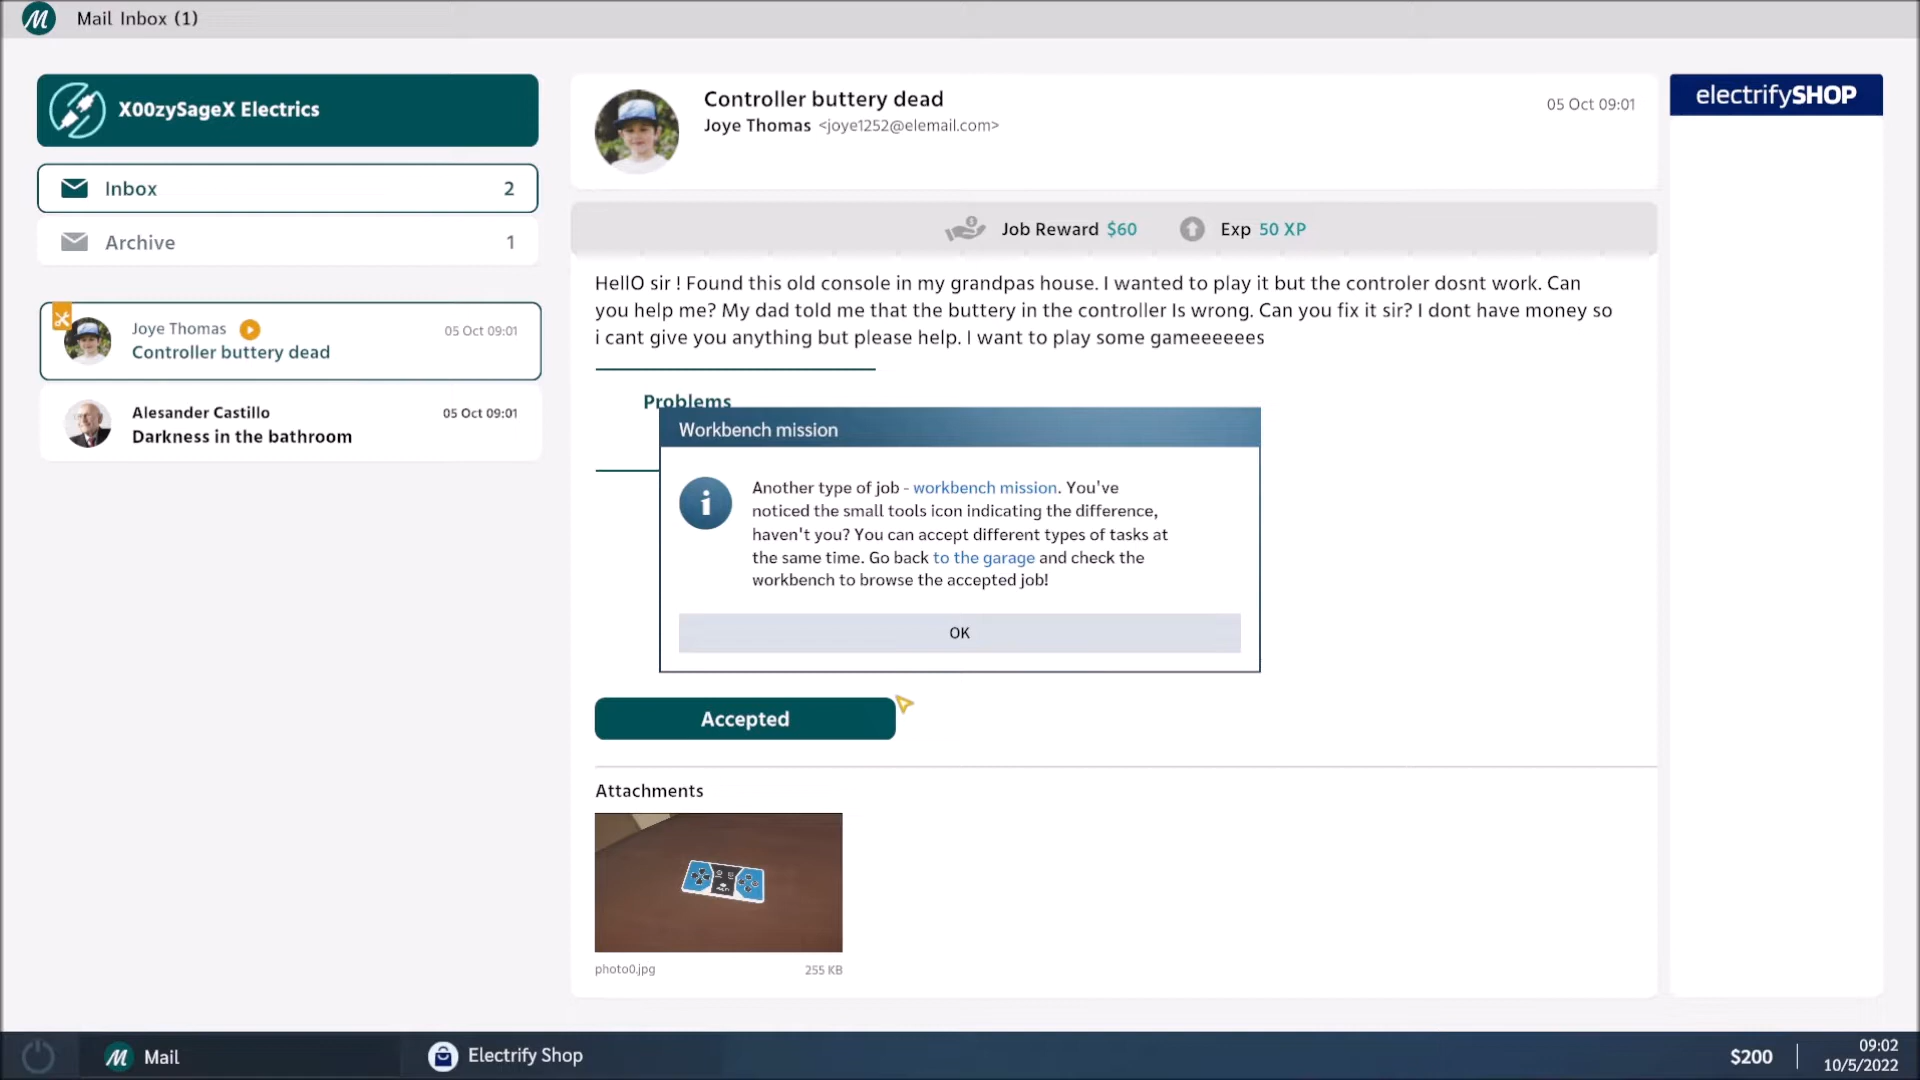 Mail Inbox (1)
X00zySageX Electrics
Inbox 2
Archive 1
Joye Thomas 05 Oct 09:01
Controller buttery dead
Alesander Castillo 05 Oct 09:01
Darkness in the bathroom
Controller buttery dead 05 Oct 09:01
Joye Thomas <joye1252@elemail.com>
Job Reward $60 Exp 50 XP
HellO sir ! Found this old console in my grandpas house. I wanted to play it but the controler dosnt work. Can
you help me? My dad told me that the buttery in the controller Is wrong. Can you fix it sir? I dont have money so
i cant give you anything but please help. I want to play some gameeeeees
Problems
Workbench mission
Another type of job - workbench mission. You've
noticed the small tools icon indicating the difference,
haven't you? You can accept different types of tasks at
the same time. Go back to the garage and check the
workbench to browse the accepted job!
OK
Accepted
Attachments
photo0.jpg 255 KB
electrifySHOP
Mail
Electrify Shop
$200
09:02
10/5/2022